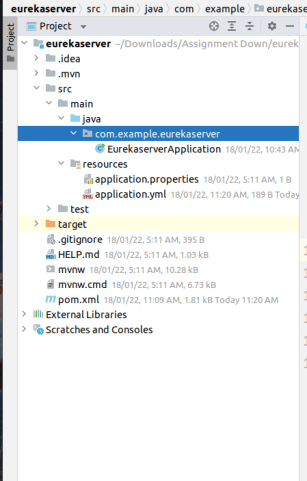 eurekaserver src main java com example eurekase
Project
Project
eurekaserver ~/Downloads/Assignment Down/eurek
.idea
.mvn
src
main
java
com.example.eurekaserver
EurekaserverApplication 18/01/22, 10:43 AM
resources
application.properties 18/01/22, 5:11 AM, 1 B
application.yml 18/01/22, 11:20 AM, 189 B Today
test
target
.gitignore 18/01/22, 5:11 AM, 395 B
HELP.md 18/01/22, 5:11 AM, 1.03 kB
mvnw 18/01/22, 5:11 AM, 10.28 kB
mvnw.cmd 18/01/22, 5:11 AM, 6.73 kB
pom.xml 18/01/22, 11:09 AM, 1.81 kB Today 11:20 AM
External Libraries
Scratches and Consoles